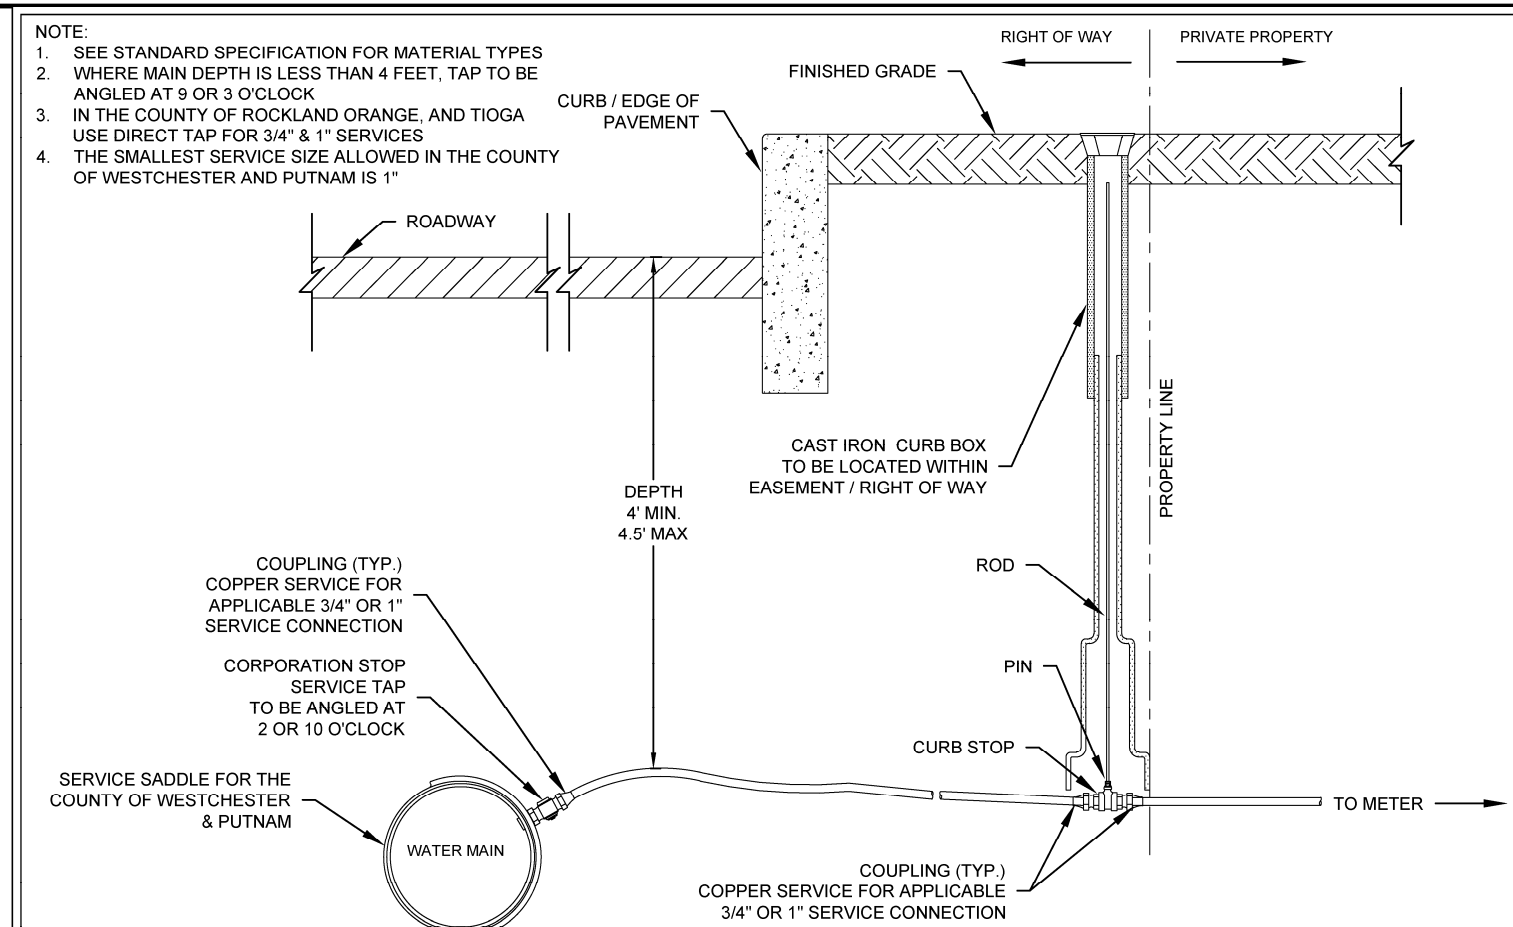 NOTE:
1. SEE STANDARD SPECIFICATION FOR MATERIAL TYPES
2. WHERE MAIN DEPTH IS LESS THAN 4 FEET, TAP TO BE
ANGLED AT 9 OR 3 O'CLOCK
3. IN THE COUNTY OF ROCKLAND ORANGE, AND TIOGA
USE DIRECT TAP FOR 3/4" & 1" SERVICES
4. THE SMALLEST SERVICE SIZE ALLOWED IN THE COUNTY
OF WESTCHESTER AND PUTNAM IS 1"
RIGHT OF WAY
PRIVATE PROPERTY
FINISHED GRADE
CURB / EDGE OF
PAVEMENT
ROADWAY
PROPERTY LINE
CAST IRON CURB BOX
TO BE LOCATED WITHIN
EASEMENT / RIGHT OF WAY
DEPTH
4' MIN.
4.5' MAX
COUPLING (TYP.)
COPPER SERVICE FOR
APPLICABLE 3/4" OR 1"
SERVICE CONNECTION
ROD
CORPORATION STOP
SERVICE TAP
TO BE ANGLED AT
2 OR 10 O'CLOCK
PIN
CURB STOP
SERVICE SADDLE FOR THE
COUNTY OF WESTCHESTER
& PUTNAM
TO METER
WATER MAIN
COUPLING (TYP.)
COPPER SERVICE FOR APPLICABLE
3/4" OR 1" SERVICE CONNECTION